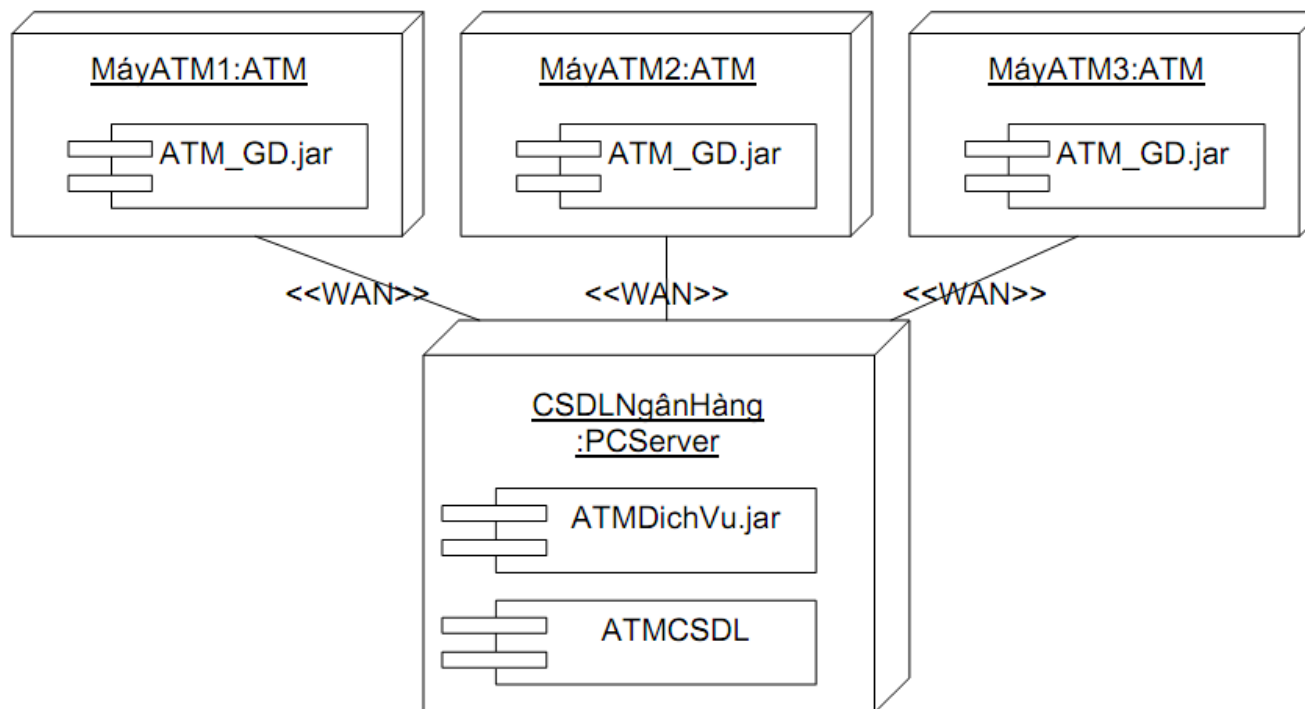 MáyATM1:ATM
MáyATM2:ATM
MáyATM3:ATM
ATM_GD.jar
ATM_GD.jar
ATM_GD.jar
<<WAN>>
<<WAN>>
<<WAN>>
CSDLNgânHàng
:PCServer
ATMDichVu.jar
ATMCSDL